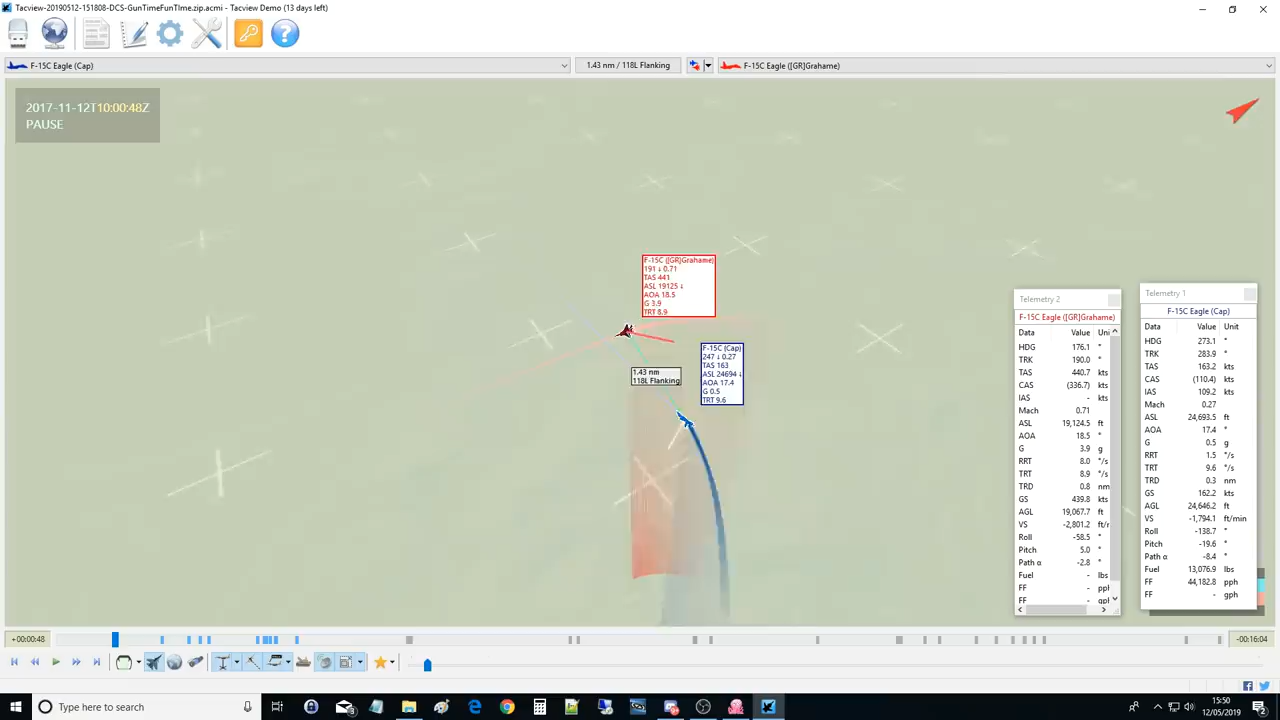 Tacview-20190512-151808-DCS-GunTimeFunTIme.zip.acmi - Tacview Demo (13 days left)
F-15C Eagle (Cap)
1.43 nm / 118L Flanking
F-15C Eagle ([GR]Grahame)
2017-11-12T10:00:48Z
PAUSE
F-15C ([GR]Grahame)
191 ↓ 0.71
TAS 441
ASL 19125 ↓
AOA 18.5
G 3.9
TRT 8.9
F-15C (Cap)
247 ↓ 0.27
TAS 163
ASL 24694 ↓
AOA 17.4
G 0.5
TRT 9.6
1.43 nm
118L Flanking
Telemetry 2
F-15C Eagle ([GR]Grahame)
Data Value Uni
HDG 176.1 °
TRK 190.0 °
TAS 440.7 kts
CAS (336.7) kts
IAS - kts
Mach 0.71
ASL 19,124.5 ft
AOA 18.5 °
G 3.9 g
RRT 8.0 °/s
TRT 8.9 °/s
TRD 0.8 nm
GS 439.8 kts
AGL 19,067.7 ft
VS -2,801.2 ft/r
Roll -58.5 °
Pitch 5.0 °
Path α -2.8 °
Fuel - lbs
FF - pph
FF - gph
Telemetry 1
F-15C Eagle (Cap)
Data Value Unit
HDG 273.1 °
TRK 283.9 °
TAS 163.2 kts
CAS (110.4) kts
IAS 109.2 kts
Mach 0.27
ASL 24,693.5 ft
AOA 17.4 °
G 0.5 g
RRT 1.5 °/s
TRT 9.6 °/s
TRD 0.3 nm
GS 162.2 kts
AGL 24,646.2 ft
VS -1,794.1 ft/min
Roll -138.7 °
Pitch -19.6 °
Path α -8.4 °
Fuel 13,076.9 lbs
FF 44,182.8 pph
FF - gph
+00:00:48
-00:16:04
Type here to search
15:50
12/05/2019
2